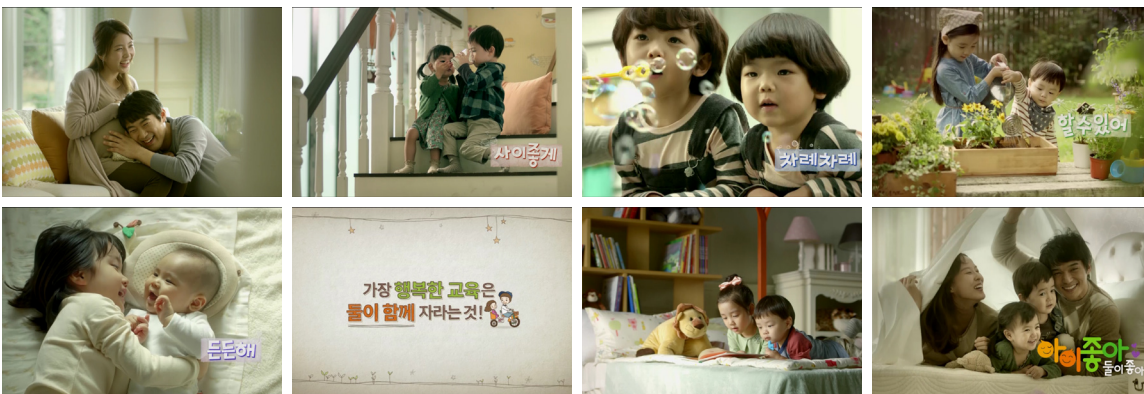 사이좋게
차례차례
할수있어
든든해
가장 행복한 교육은
둘이 함께 자라는 것!
아이좋아
둘이좋아